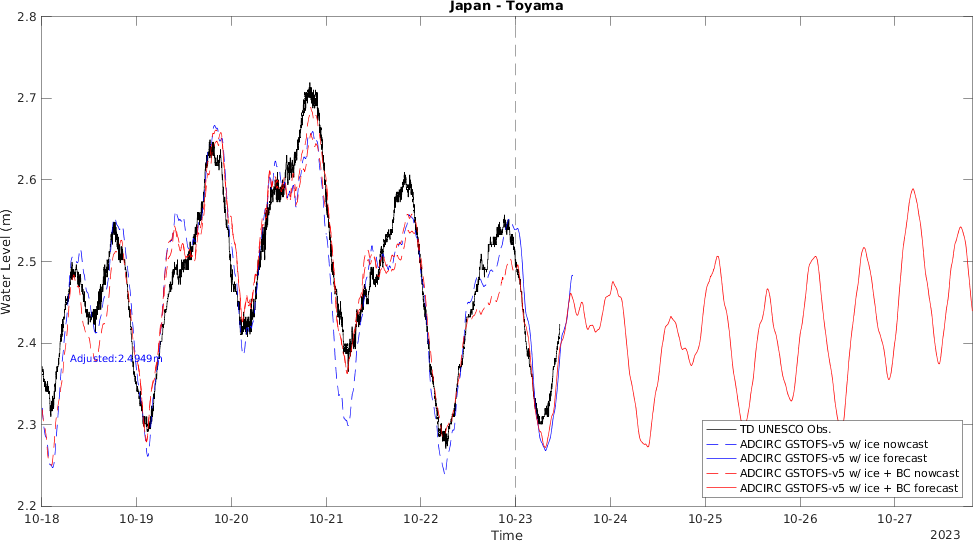 Japan - Toyama
2.8
2.7
2.6
2.5
2.4
2.3
2.2
Water Level (m)
Adjusted:2.4949m
TD UNESCO Obs.
ADCIRC GSTOFS-v5 w/ ice nowcast
ADCIRC GSTOFS-v5 w/ ice forecast
ADCIRC GSTOFS-v5 w/ ice + BC nowcast
ADCIRC GSTOFS-v5 w/ ice + BC forecast
10-18 10-19 10-20 10-21 10-22 10-23 10-24 10-25 10-26 10-27
Time
2023